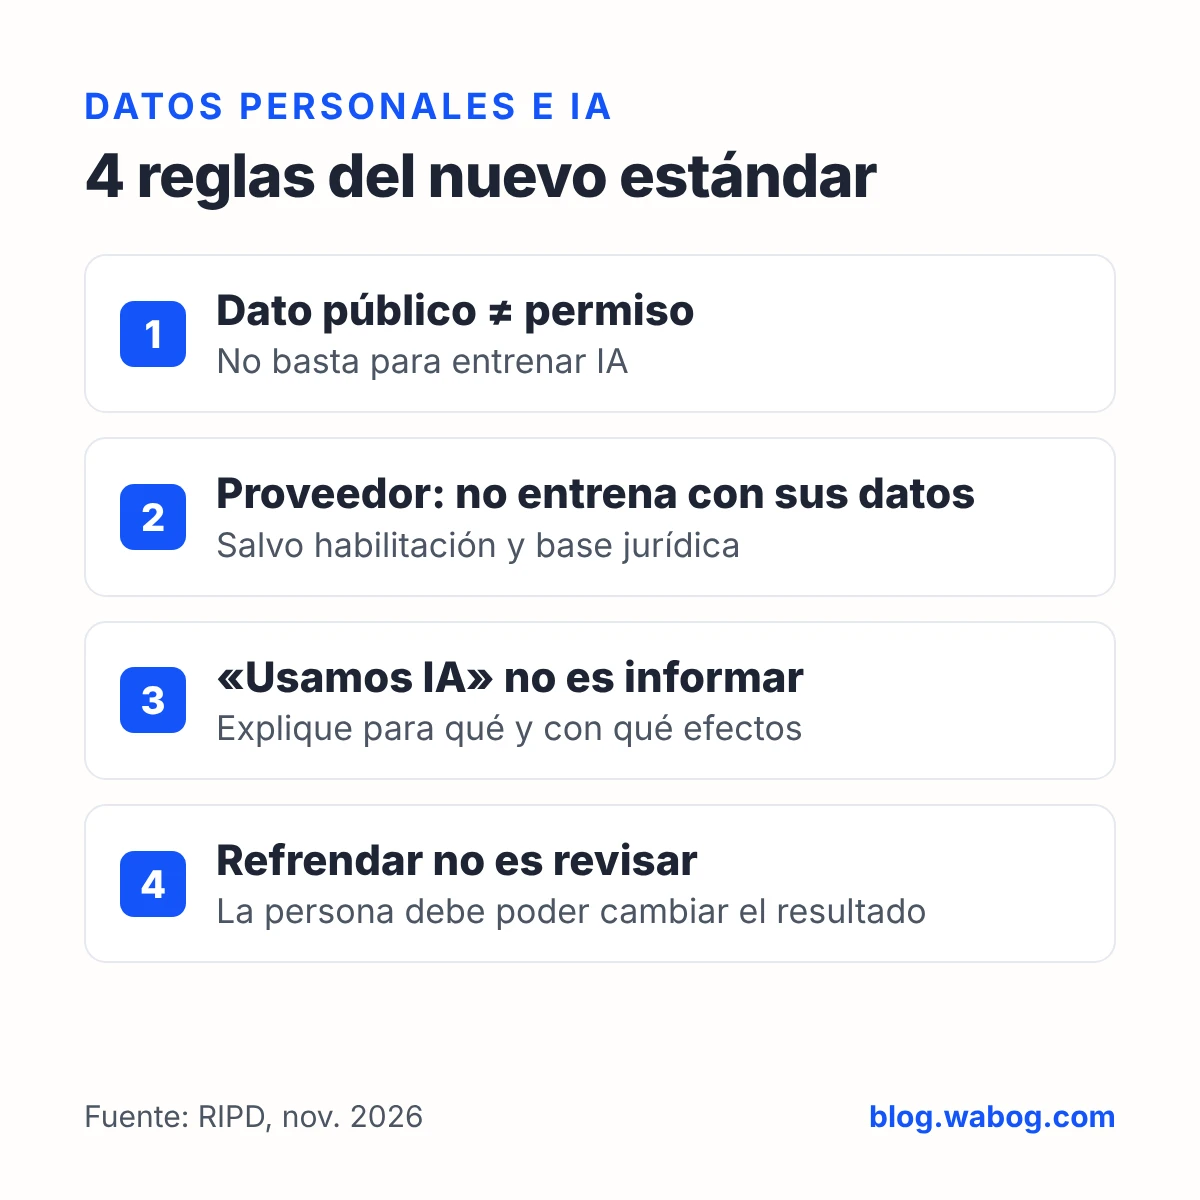 DATOS PERSONALES E IA
4 reglas del nuevo estándar
1
Dato público ≠ permiso
No basta para entrenar IA
2
Proveedor: no entrena con sus datos
Salvo habilitación y base jurídica
3
«Usamos IA» no es informar
Explique para qué y con qué efectos
4
Refrendar no es revisar
La persona debe poder cambiar el resultado
Fuente: RIPD, nov. 2026
blog.wabog.com